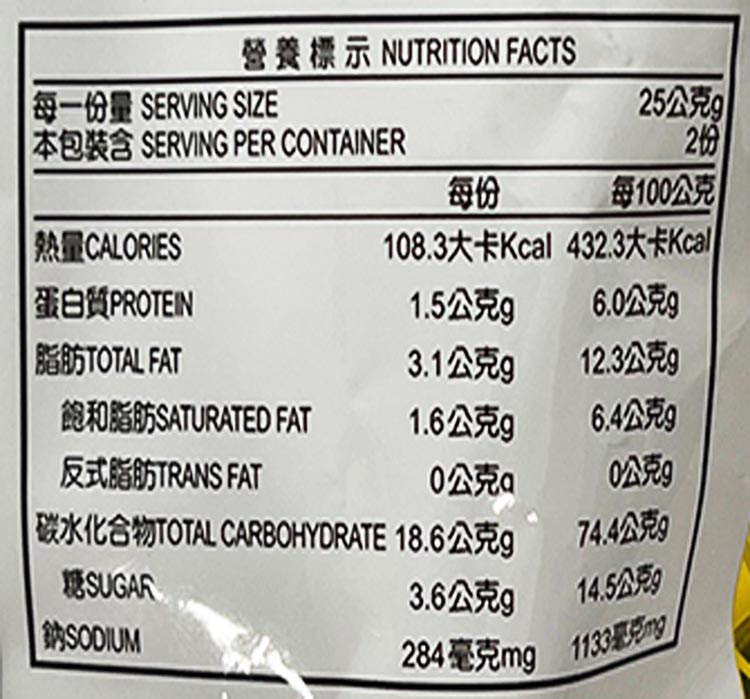 營養標示 NUTRITION FACTS
每一份量 SERVING SIZE 25公克g
本包裝含 SERVING PER CONTAINER 2份
每份 每100公克
熱量CALORIES 108.3大卡Kcal 432.3大卡Kcal
蛋白質PROTEIN 1.5公克g 6.0公克g
脂肪TOTAL FAT 3.1公克g 12.3公克g
飽和脂肪SATURATED FAT 1.6公克g 6.4公克g
反式脂肪TRANS FAT 0公克g 0公克g
碳水化合物TOTAL CARBOHYDRATE 18.6公克g 74.4公克g
糖SUGAR 3.6公克g 14.5公克g
鈉SODIUM 284毫克mg 1133毫克mg